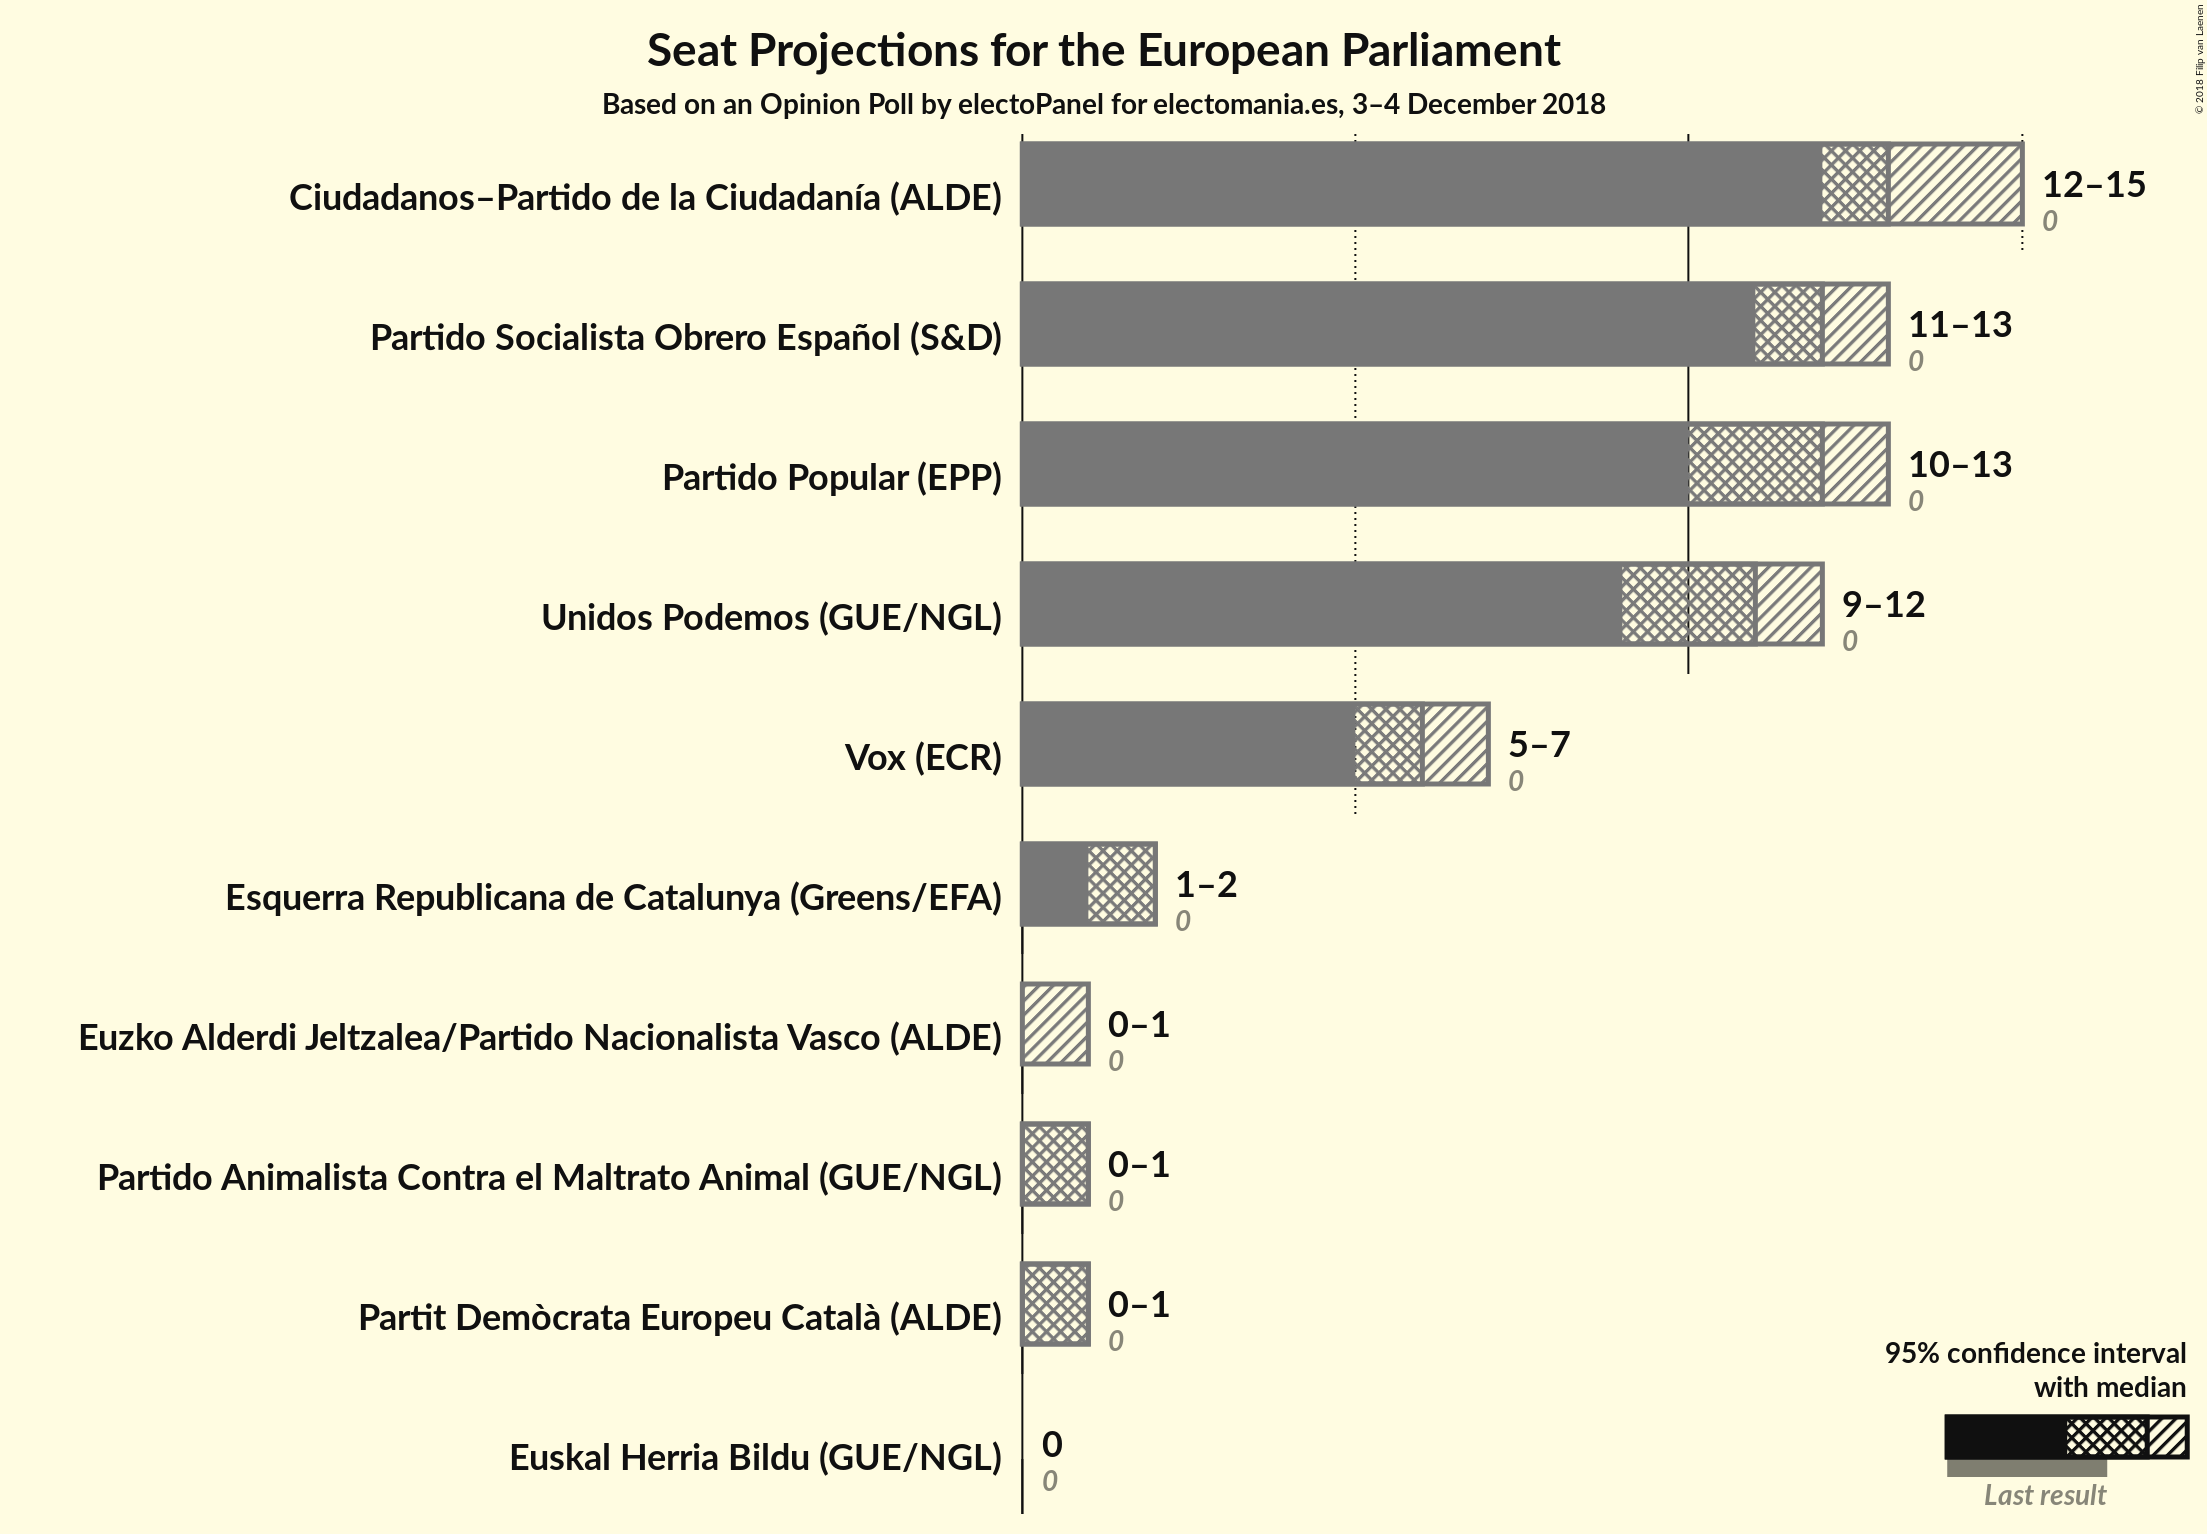 Seat Projections for the European Parliament
Based on an Opinion Poll by electoPanel for electomania.es, 3–4 December 2018
© 2018 Filip van Laenen
Ciudadanos–Partido de la Ciudadanía (ALDE)
12–15
0
Partido Socialista Obrero Español (S&D)
11–13
0
Partido Popular (EPP)
10–13
0
Unidos Podemos (GUE/NGL)
9–12
0
Vox (ECR)
5–7
0
Esquerra Republicana de Catalunya (Greens/EFA)
1–2
0
Euzko Alderdi Jeltzalea/Partido Nacionalista Vasco (ALDE)
0–1
0
Partido Animalista Contra el Maltrato Animal (GUE/NGL)
0–1
0
Partit Demòcrata Europeu Català (ALDE)
0–1
0
Euskal Herria Bildu (GUE/NGL)
0
0
95% confidence interval
with median
Last result